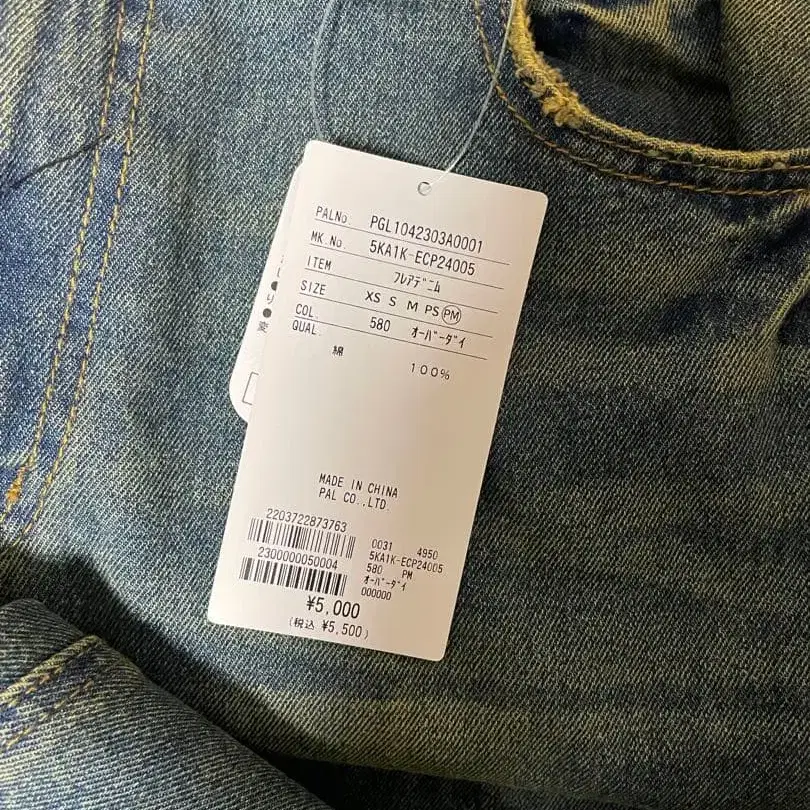 PALNo. PGL1042303A0001
MK.No. 5KA1K-ECP24005
ITEM ﾌﾚｱﾃﾞﾆﾑ
SIZE XS S M PS PM
COL. 580 ｵｰﾊﾞｰﾀﾞｲ
QUAL.
綿 100%
MADE IN CHINA
PAL CO.,LTD.
2203722873763
2300000050004
0031 4950
5KA1K-ECP24005
580 PM
ｵｰﾊﾞｰﾀﾞｲ
000000
¥5,000
(税込 ¥5,500)
り
変